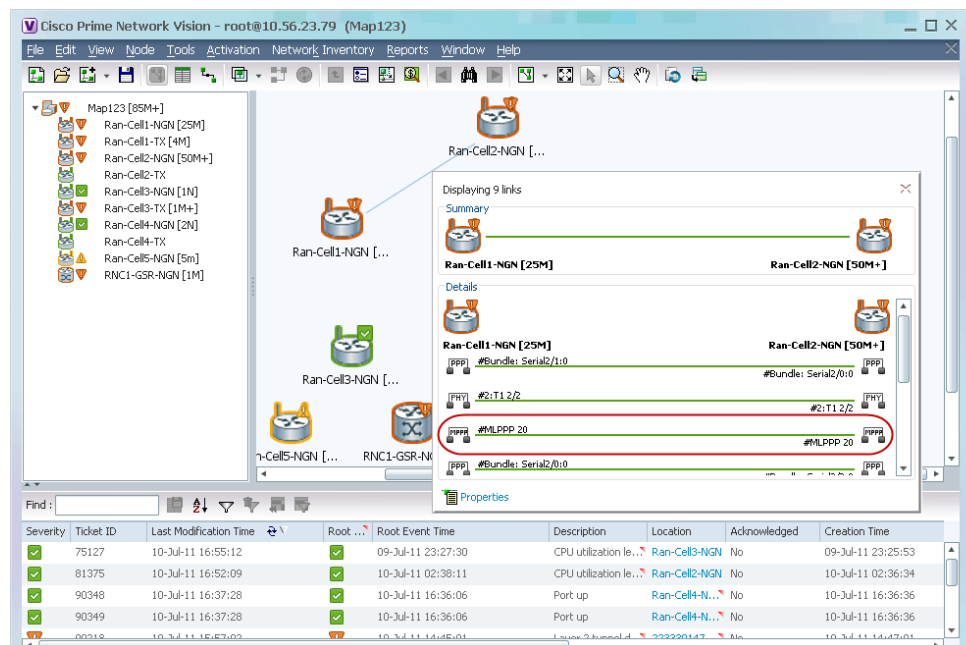 Cisco Prime Network Vision - root@10.56.23.79 (Map123)
File Edit View Node Tools Activation Network Inventory Reports Window Help
Map123 [85M+]
Ran-Cell1-NGN [25M]
Ran-Cell1-TX [4M]
Ran-Cell2-NGN [50M+]
Ran-Cell2-TX
Ran-Cell3-NGN [1N]
Ran-Cell3-TX [1M+]
Ran-Cell4-NGN [2N]
Ran-Cell4-TX
Ran-Cell5-NGN [5m]
RNC1-GSR-NGN [1M]
Ran-Cell2-NGN [...
Ran-Cell1-NGN [...
Ran-Cell3-NGN [...
n-Cell5-NGN [...
RNC1-GSR-N
Displaying 9 links
Summary
Ran-Cell1-NGN [25M] Ran-Cell2-NGN [50M+]
Details
Ran-Cell1-NGN [25M] Ran-Cell2-NGN [50M+]
PPP #Bundle: Serial2/1:0 PPP
#Bundle: Serial2/0:0
PHY #2:T1 2/2 PHY
#2:T1 2/2
MPPP #MLPPP 20 MPPP
#MLPPP 20
PPP #Bundle: Serial2/0:0 PPP
Properties
Find :
Severity Ticket ID Last Modification Time Root ... Root Event Time Description Location Acknowledged Creation Time
75127 10-Jul-11 16:55:12 09-Jul-11 23:27:30 CPU utilization le... Ran-Cell3-NGN No 09-Jul-11 23:25:53
81375 10-Jul-11 16:52:09 10-Jul-11 02:38:11 CPU utilization le... Ran-Cell2-NGN No 10-Jul-11 02:36:34
90348 10-Jul-11 16:37:28 10-Jul-11 16:36:06 Port up Ran-Cell4-N... No 10-Jul-11 16:36:36
90349 10-Jul-11 16:37:28 10-Jul-11 16:36:06 Port up Ran-Cell4-N... No 10-Jul-11 16:36:36